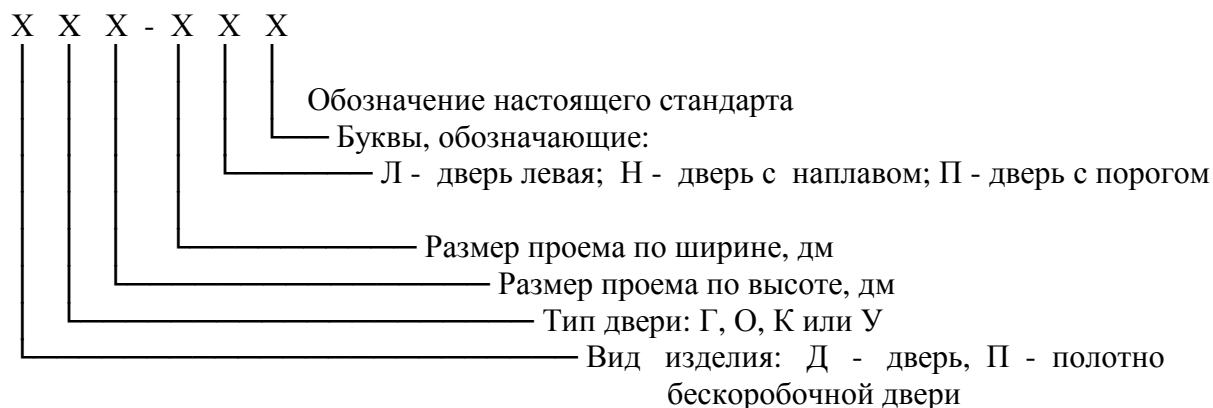 Х Х Х - Х Х Х
Обозначение настоящего стандарта
Буквы, обозначающие:
Л - дверь левая; Н - дверь с наплавом; П - дверь с порогом
Размер проема по ширине, дм
Размер проема по высоте, дм
Тип двери: Г, О, К или У
Вид изделия: Д - дверь, П - полотно
бескоробочной двери